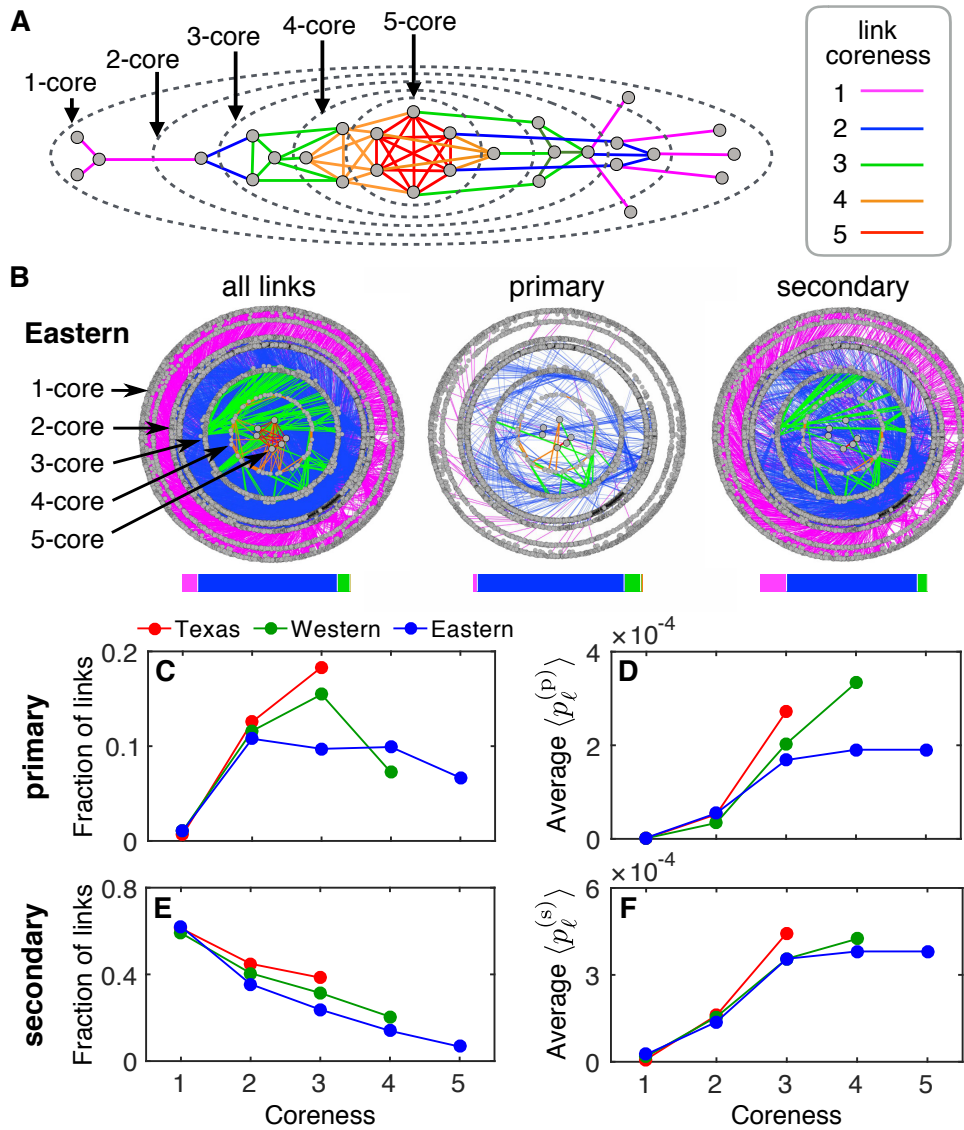 A
1-core
2-core
3-core
4-core
5-core
link
coreness
1
2
3
4
5
B
all links
primary
secondary
Eastern
1-core
2-core
3-core
4-core
5-core
Texas
Western
Eastern
primary
C
Fraction of links
0.2
0.1
0
D
×10⁻⁴
Average ⟨p_ℓ^(p)⟩
4
2
0
secondary
E
Fraction of links
0.8
0.4
0
1 2 3 4 5
Coreness
F
×10⁻⁴
Average ⟨p_ℓ^(s)⟩
6
3
0
1 2 3 4 5
Coreness